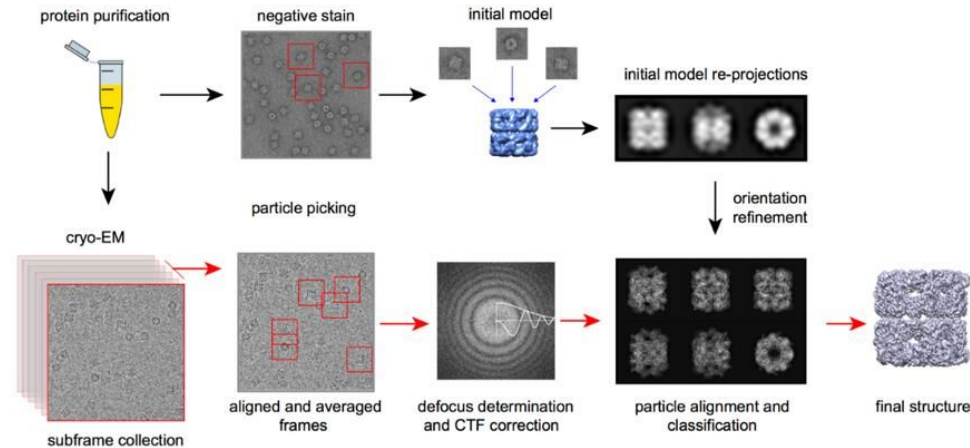 protein purification
negative stain
initial model
initial model re-projections
orientation
refinement
particle picking
cryo-EM
subframe collection
aligned and averaged
frames
defocus determination
and CTF correction
particle alignment and
classification
final structure